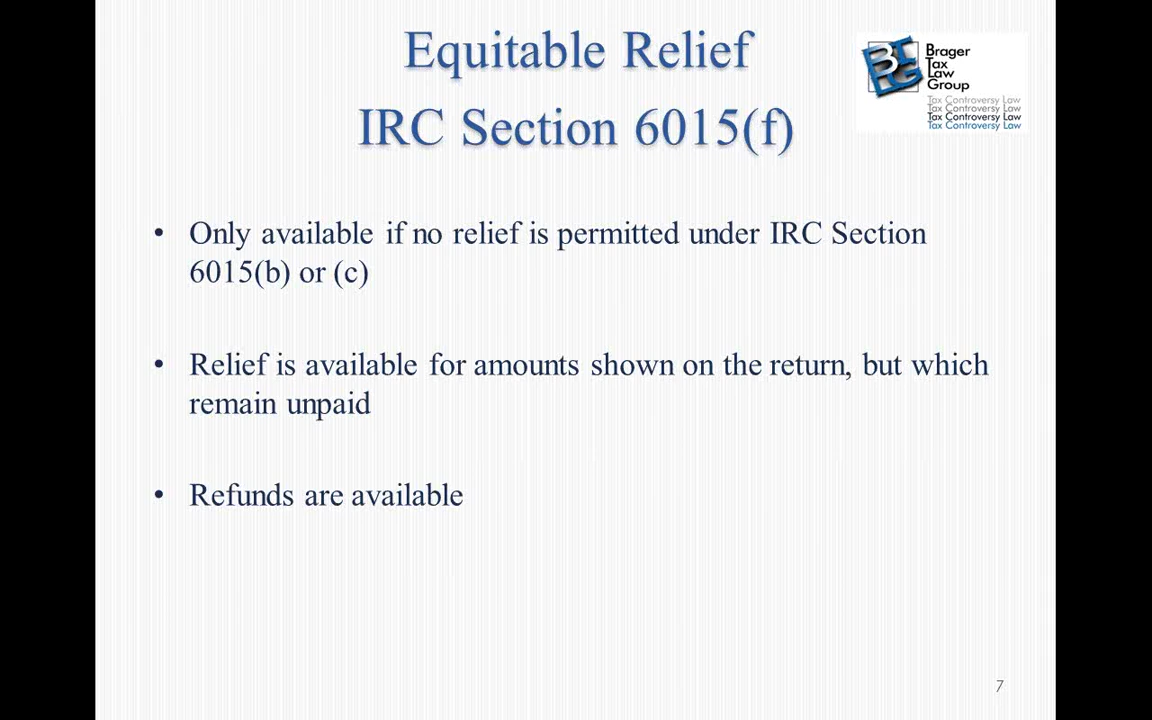 Equitable Relief
IRC Section 6015(f)
Brager
Tax
Law
Group
Tax Controversy Law
Tax Controversy Law
Tax Controversy Law
Tax Controversy Law
• Only available if no relief is permitted under IRC Section
6015(b) or (c)
• Relief is available for amounts shown on the return, but which
remain unpaid
• Refunds are available
7